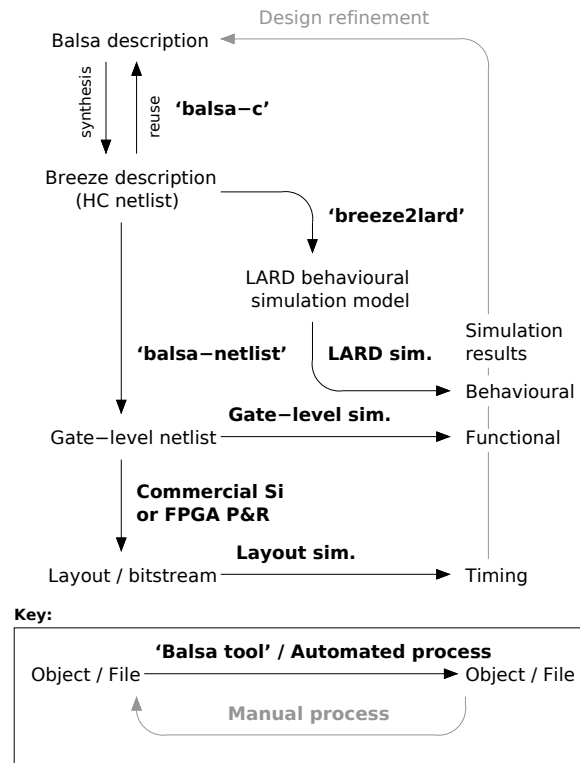 Design refinement
Balsa description
synthesis
reuse
‘balsa−c’
Breeze description
(HC netlist)
‘breeze2lard’
LARD behavioural
simulation model
‘balsa−netlist’
LARD sim.
Simulation
results
Behavioural
Gate−level sim.
Gate−level netlist
Functional
Commercial Si
or FPGA P&R
Layout sim.
Layout / bitstream
Timing
Key:
‘Balsa tool’ / Automated process
Object / File
Object / File
Manual process